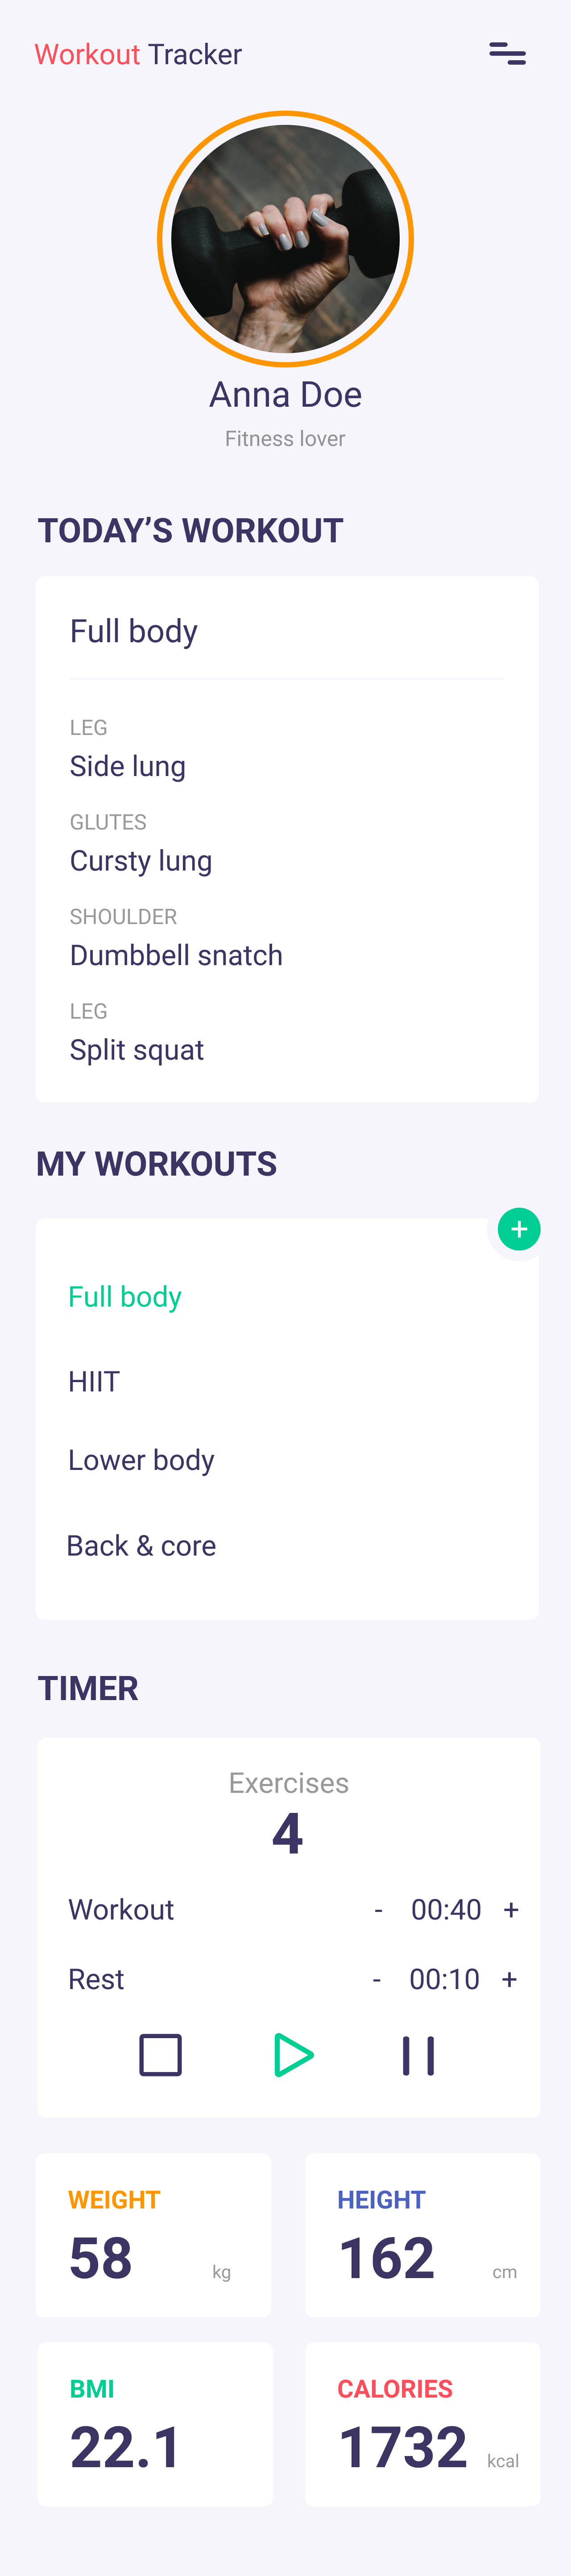 Workout Tracker
Anna Doe
Fitness lover
TODAY’S WORKOUT
Full body
LEG
Side lung
GLUTES
Cursty lung
SHOULDER
Dumbbell snatch
LEG
Split squat
MY WORKOUTS
+
Full body
HIIT
Lower body
Back & core
TIMER
Exercises
4
Workout - 00:40 +
Rest - 00:10 +
WEIGHT
58 kg
HEIGHT
162 cm
BMI
22.1
CALORIES
1732 kcal